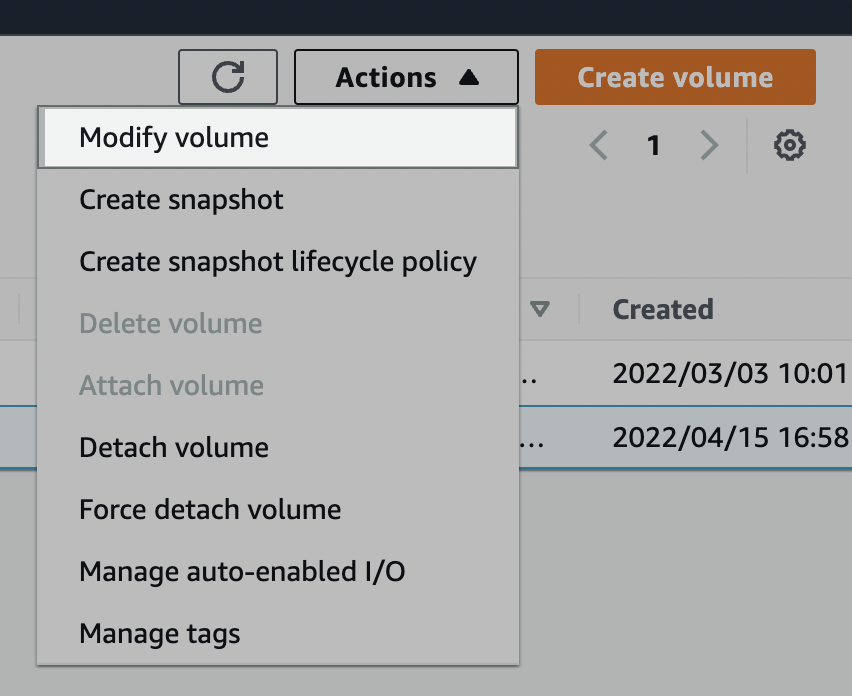 Actions
Create volume
Modify volume
1
Create snapshot
Create snapshot lifecycle policy
Delete volume
Created
Attach volume
.. 2022/03/03 10:01
Detach volume
... 2022/04/15 16:58
Force detach volume
Manage auto-enabled I/O
Manage tags